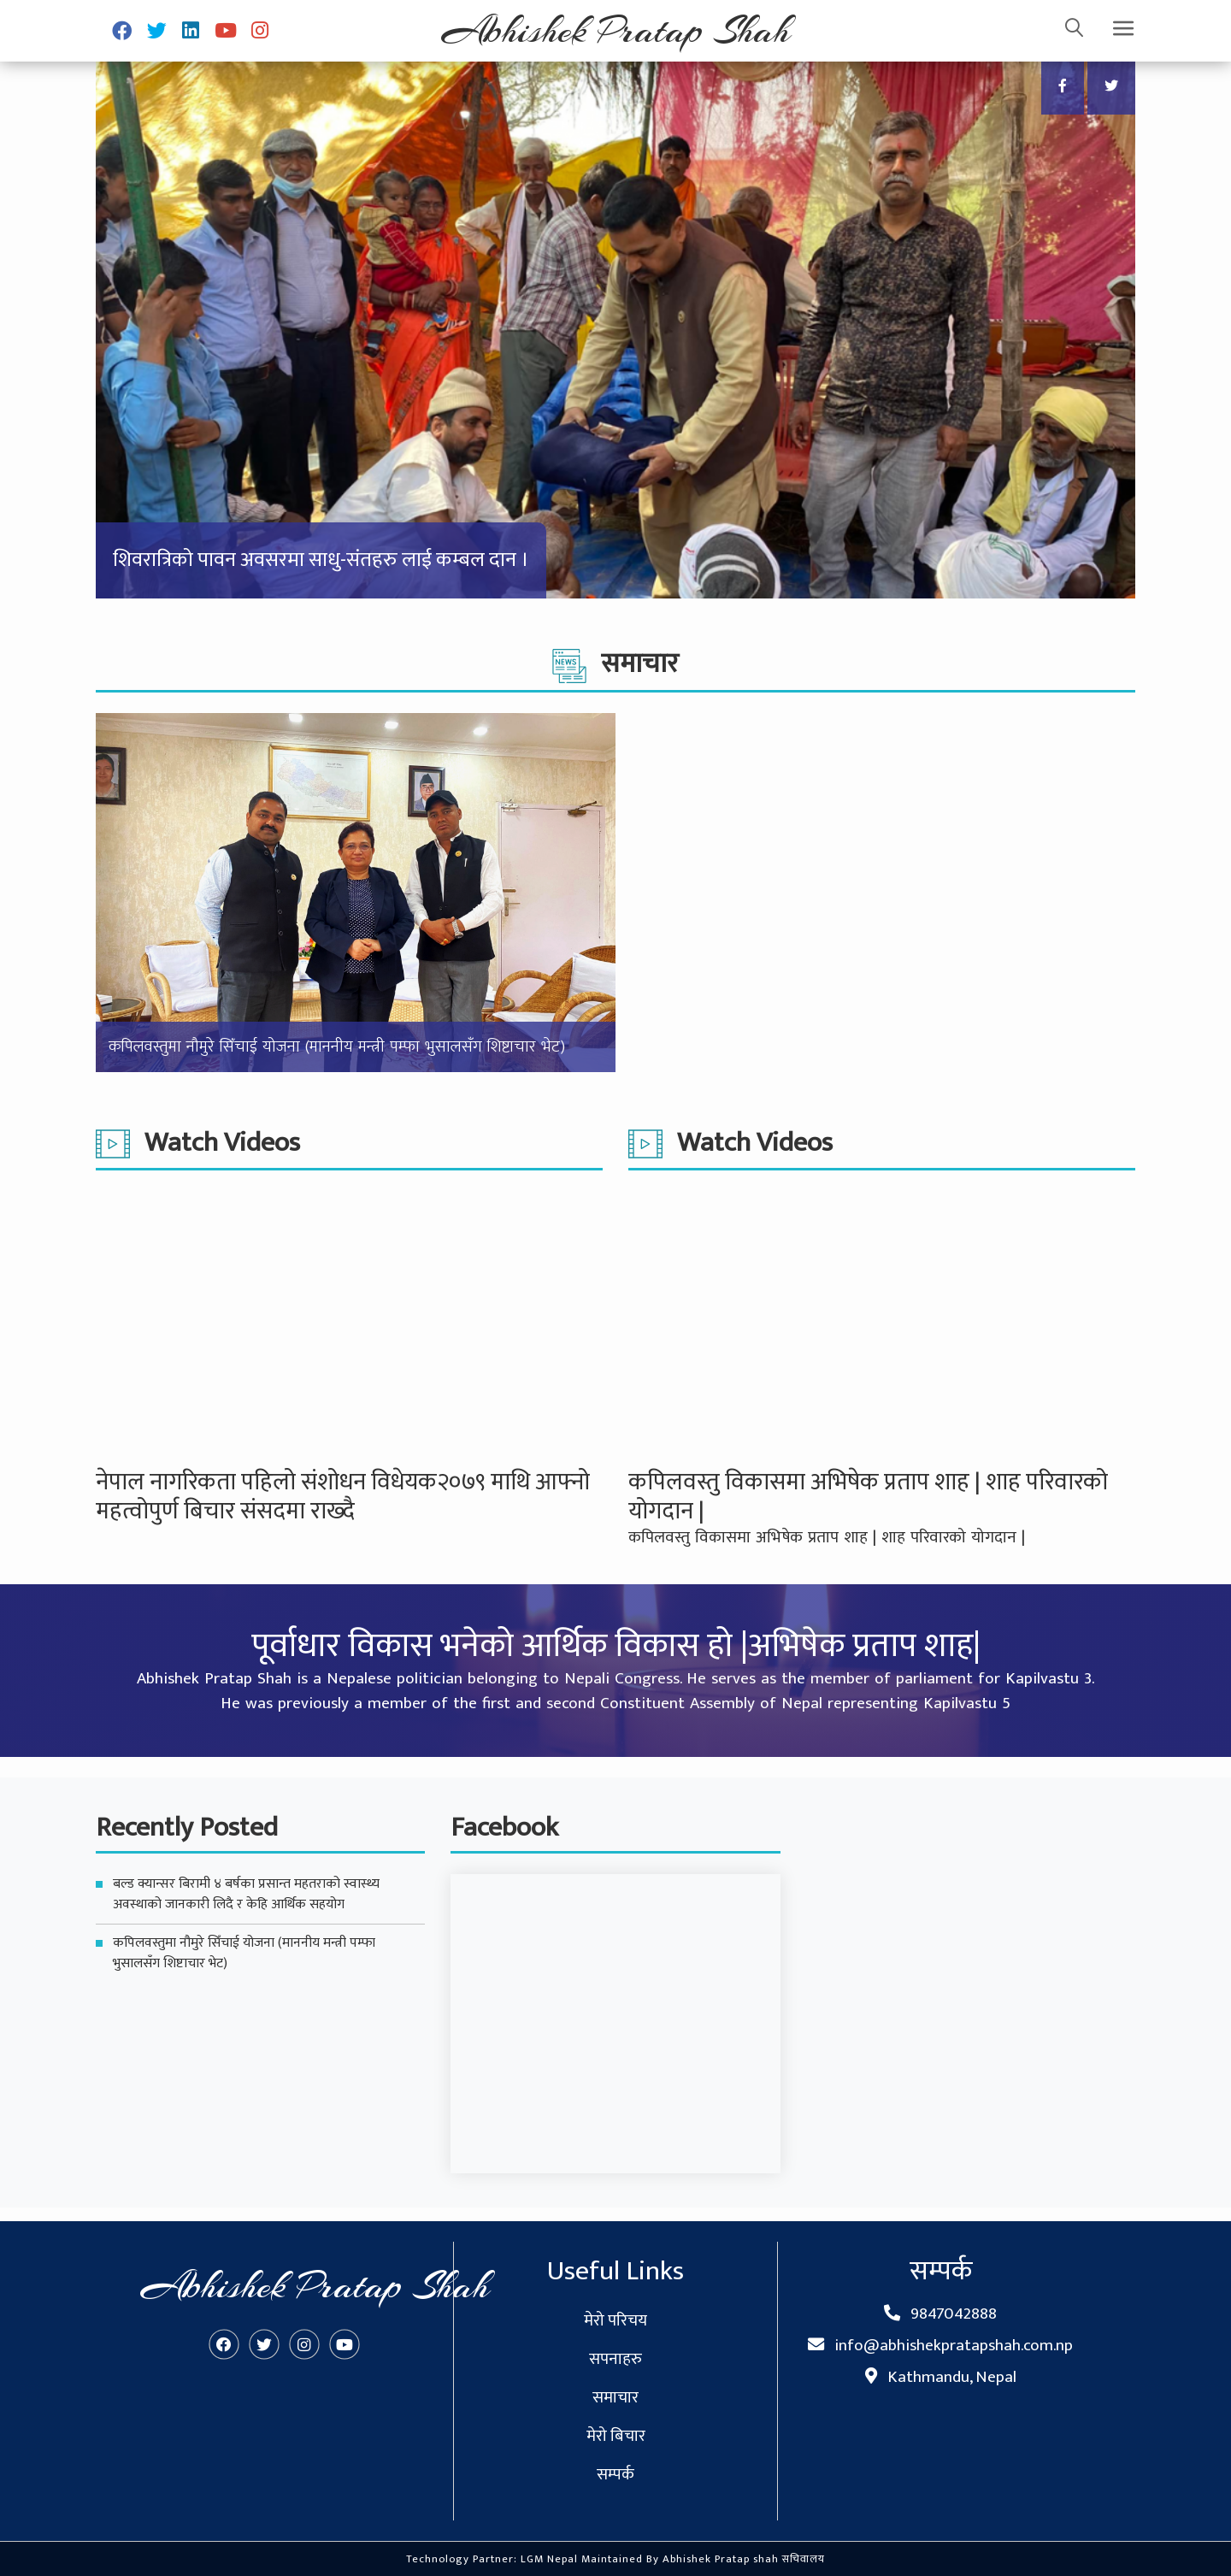 Abhishek Pratap Shah
शिवरात्रिको पावन अवसरमा साधु-संतहरु लाई कम्बल दान ।
NEWS
समाचार
कपिलवस्तुमा नौमुरे सिँचाई योजना (माननीय मन्त्री पम्फा भुसालसँग शिष्टाचार भेट)
Watch Videos
Watch Videos
नेपाल नागरिकता पहिलो संशोधन विधेयक२०७९ माथि आफ्नो
महत्वोपुर्ण बिचार संसदमा राख्दै
कपिलवस्तु विकासमा अभिषेक प्रताप शाह | शाह परिवारको
योगदान |
कपिलवस्तु विकासमा अभिषेक प्रताप शाह | शाह परिवारको योगदान |
पूर्वाधार विकास भनेको आर्थिक विकास हो |अभिषेक प्रताप शाह|
Abhishek Pratap Shah is a Nepalese politician belonging to Nepali Congress. He serves as the member of parliament for Kapilvastu 3.
He was previously a member of the first and second Constituent Assembly of Nepal representing Kapilvastu 5
Recently Posted
बल्ड क्यान्सर बिरामी ४ बर्षका प्रसान्त महतराको स्वास्थ्य
अवस्थाको जानकारी लिदै र केहि आर्थिक सहयोग
कपिलवस्तुमा नौमुरे सिँचाई योजना (माननीय मन्त्री पम्फा
भुसालसँग शिष्टाचार भेट)
Facebook
Abhishek Pratap Shah
Useful Links
मेरो परिचय
सपनाहरु
समाचार
मेरो बिचार
सम्पर्क
सम्पर्क
9847042888
info@abhishekpratapshah.com.np
Kathmandu, Nepal
Technology Partner: LGM Nepal Maintained By Abhishek Pratap shah सचिवालय